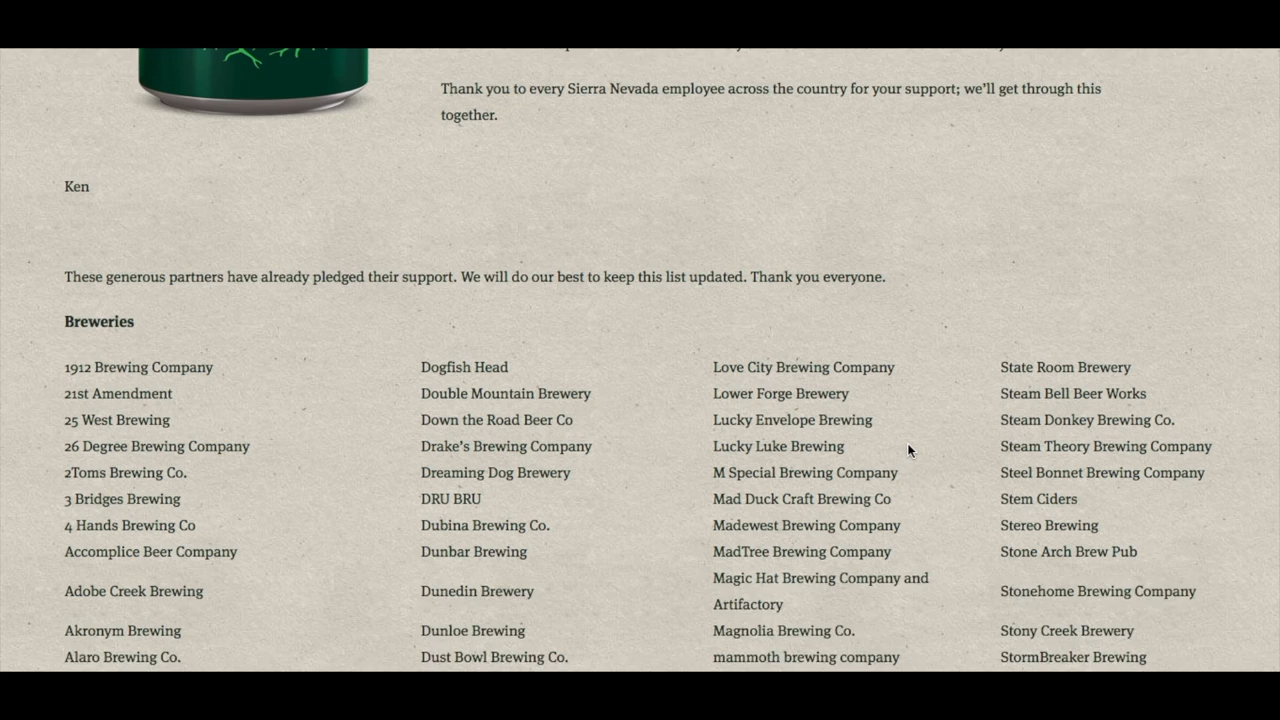 Thank you to every Sierra Nevada employee across the country for your support; we'll get through this
together.
Ken
These generous partners have already pledged their support. We will do our best to keep this list updated. Thank you everyone.
Breweries
1912 Brewing Company
21st Amendment
25 West Brewing
26 Degree Brewing Company
2Toms Brewing Co.
3 Bridges Brewing
4 Hands Brewing Co
Accomplice Beer Company
Adobe Creek Brewing
Akronym Brewing
Alaro Brewing Co.
Dogfish Head
Double Mountain Brewery
Down the Road Beer Co
Drake's Brewing Company
Dreaming Dog Brewery
DRU BRU
Dubina Brewing Co.
Dunbar Brewing
Dunedin Brewery
Dunloe Brewing
Dust Bowl Brewing Co.
Love City Brewing Company
Lower Forge Brewery
Lucky Envelope Brewing
Lucky Luke Brewing
M Special Brewing Company
Mad Duck Craft Brewing Co
Madewest Brewing Company
MadTree Brewing Company
Magic Hat Brewing Company and
Artifactory
Magnolia Brewing Co.
mammoth brewing company
State Room Brewery
Steam Bell Beer Works
Steam Donkey Brewing Co.
Steam Theory Brewing Company
Steel Bonnet Brewing Company
Stem Ciders
Stereo Brewing
Stone Arch Brew Pub
Stonehome Brewing Company
Stony Creek Brewery
StormBreaker Brewing